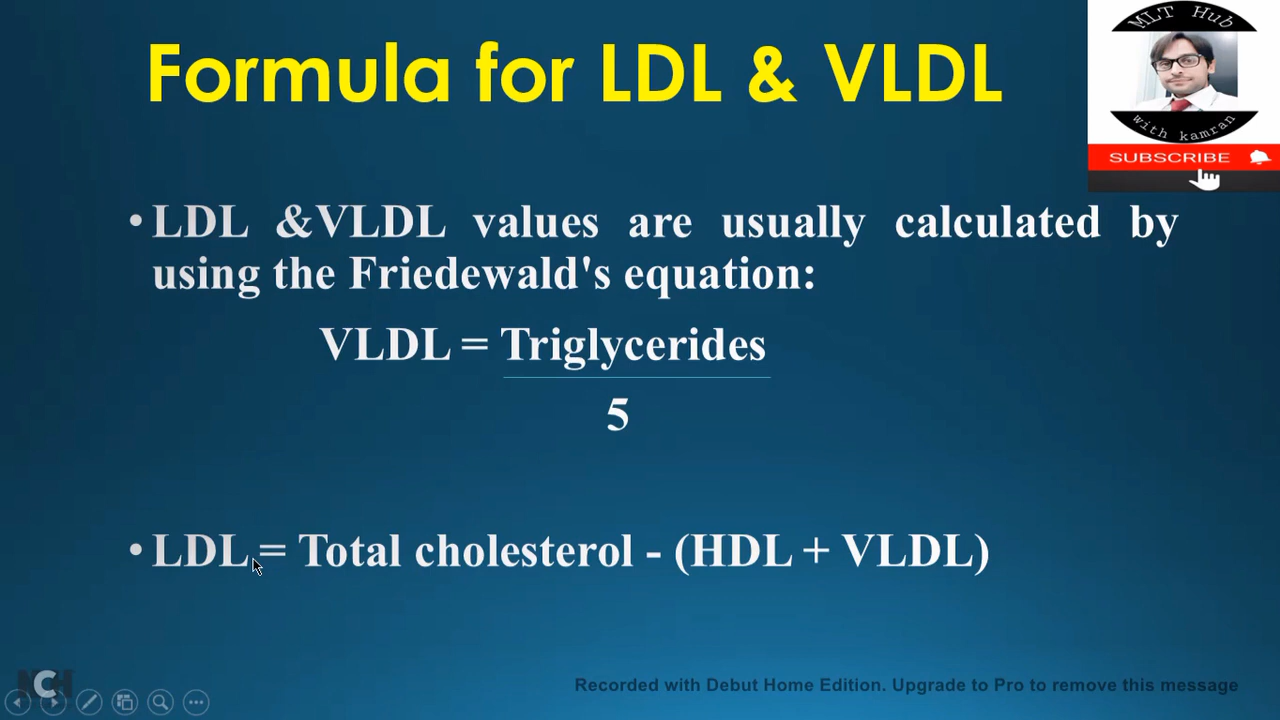 Formula for LDL & VLDL
MLT Hub
with kamran
SUBSCRIBE
• LDL &VLDL values are usually calculated by
using the Friedewald's equation:
VLDL = Triglycerides
5
• LDL = Total cholesterol - (HDL + VLDL)
Recorded with Debut Home Edition. Upgrade to Pro to remove this message